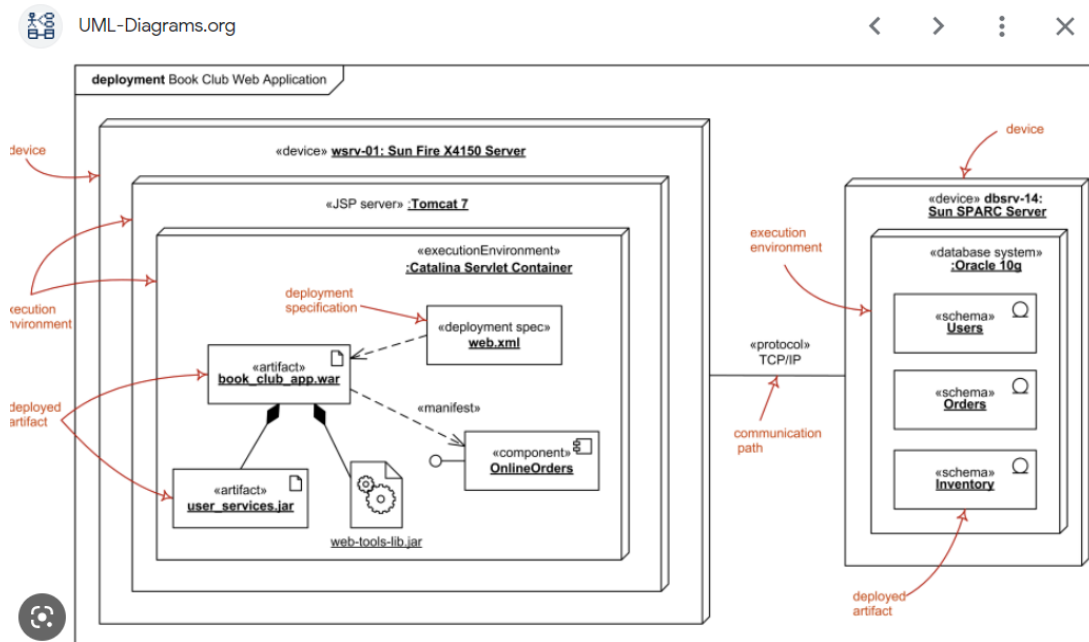 UML-Diagrams.org
deployment Book Club Web Application
device
«device» wsrv-01: Sun Fire X4150 Server
«JSP server» :Tomcat 7
«executionEnvironment»
:Catalina Servlet Container
xecution
nvironment
deployment
specification
«deployment spec»
web.xml
«artifact»
book_club_app.war
deployed
artifact
«manifest»
«component»
OnlineOrders
«artifact»
user_services.jar
web-tools-lib.jar
«protocol»
TCP/IP
communication
path
device
«device» dbsrv-14:
Sun SPARC Server
execution
environment
«database system»
:Oracle 10g
«schema»
Users
«schema»
Orders
«schema»
Inventory
deployed
artifact